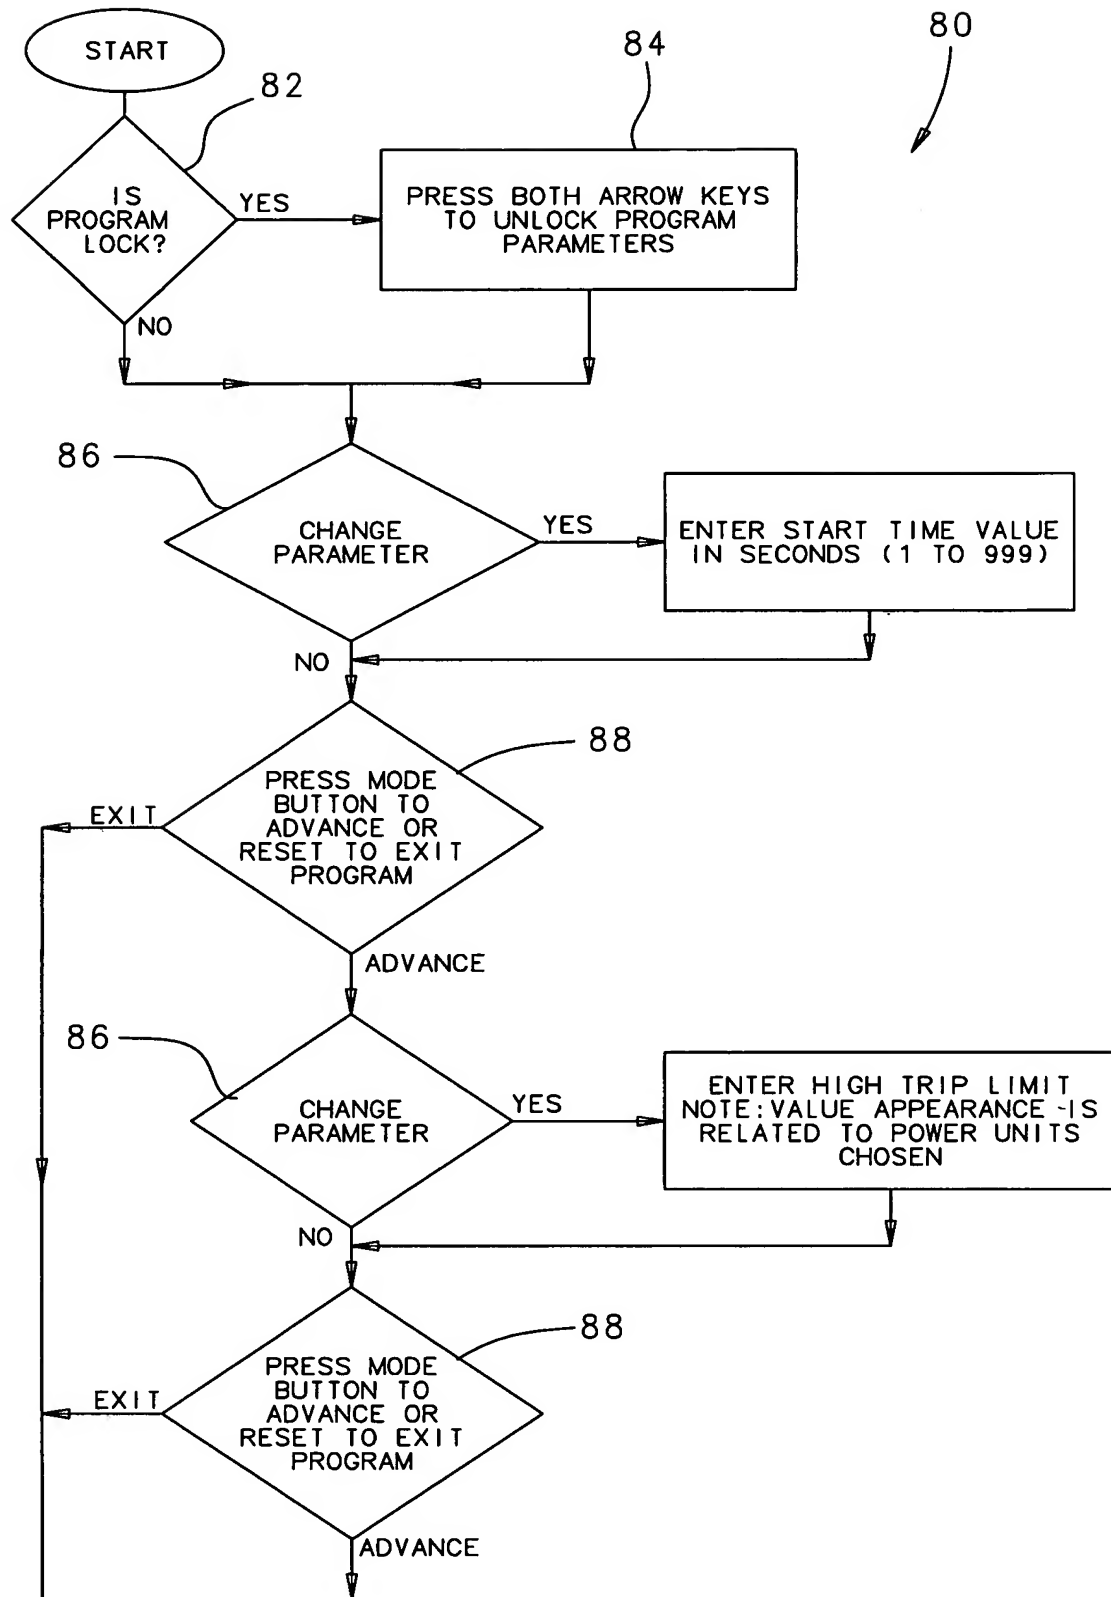 START
80
84
82
IS
PROGRAM
LOCK?
YES
PRESS BOTH ARROW KEYS
TO UNLOCK PROGRAM
PARAMETERS
NO
86
CHANGE
PARAMETER
YES
ENTER START TIME VALUE
IN SECONDS (1 TO 999)
NO
88
PRESS MODE
BUTTON TO
ADVANCE OR
RESET TO EXIT
PROGRAM
EXIT
ADVANCE
86
CHANGE
PARAMETER
YES
ENTER HIGH TRIP LIMIT
NOTE:VALUE APPEARANCE IS
RELATED TO POWER UNITS
CHOSEN
NO
88
PRESS MODE
BUTTON TO
ADVANCE OR
RESET TO EXIT
PROGRAM
EXIT
ADVANCE